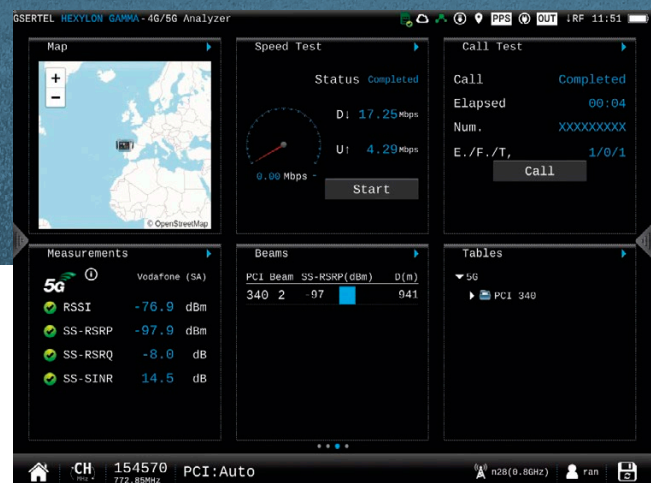 GSERTEL HEXYLON GAMMA-4G/5G Analyzer PPS OUT ↓RF 11:51
Map
+
−
© OpenStreetMap
Speed Test
Status Completed
D↓ 17.25 Mbps
U↑ 4.29 Mbps
0.00 Mbps -
Start
Call Test
Call Completed
Elapsed 00:04
Num. XXXXXXXXX
E./F./T, 1/0/1
Call
Measurements
5G Vodafone (SA)
RSSI -76.9 dBm
SS-RSRP -97.9 dBm
SS-RSRQ -8.0 dB
SS-SINR 14.5 dB
Beams
PCI Beam SS-RSRP(dBm) D(m)
340 2 -97 941
Tables
5G
PCI 340
CH MHz 154570 PCI:Auto n28(0.8GHz) ran
772.85MHz